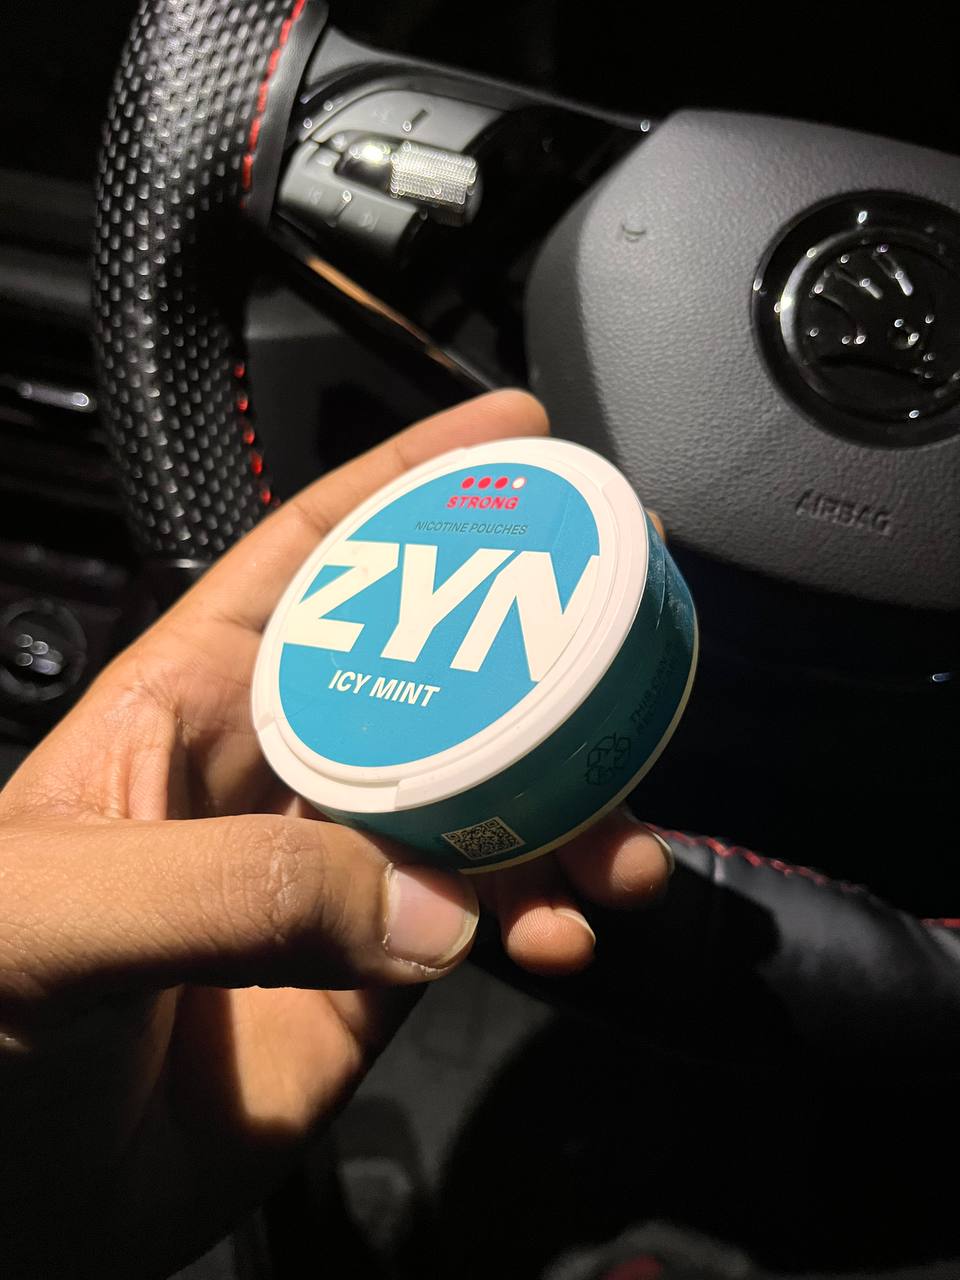 STRONG
NICOTINE POUCHES
ZYN
ICY MINT
AIRBAG